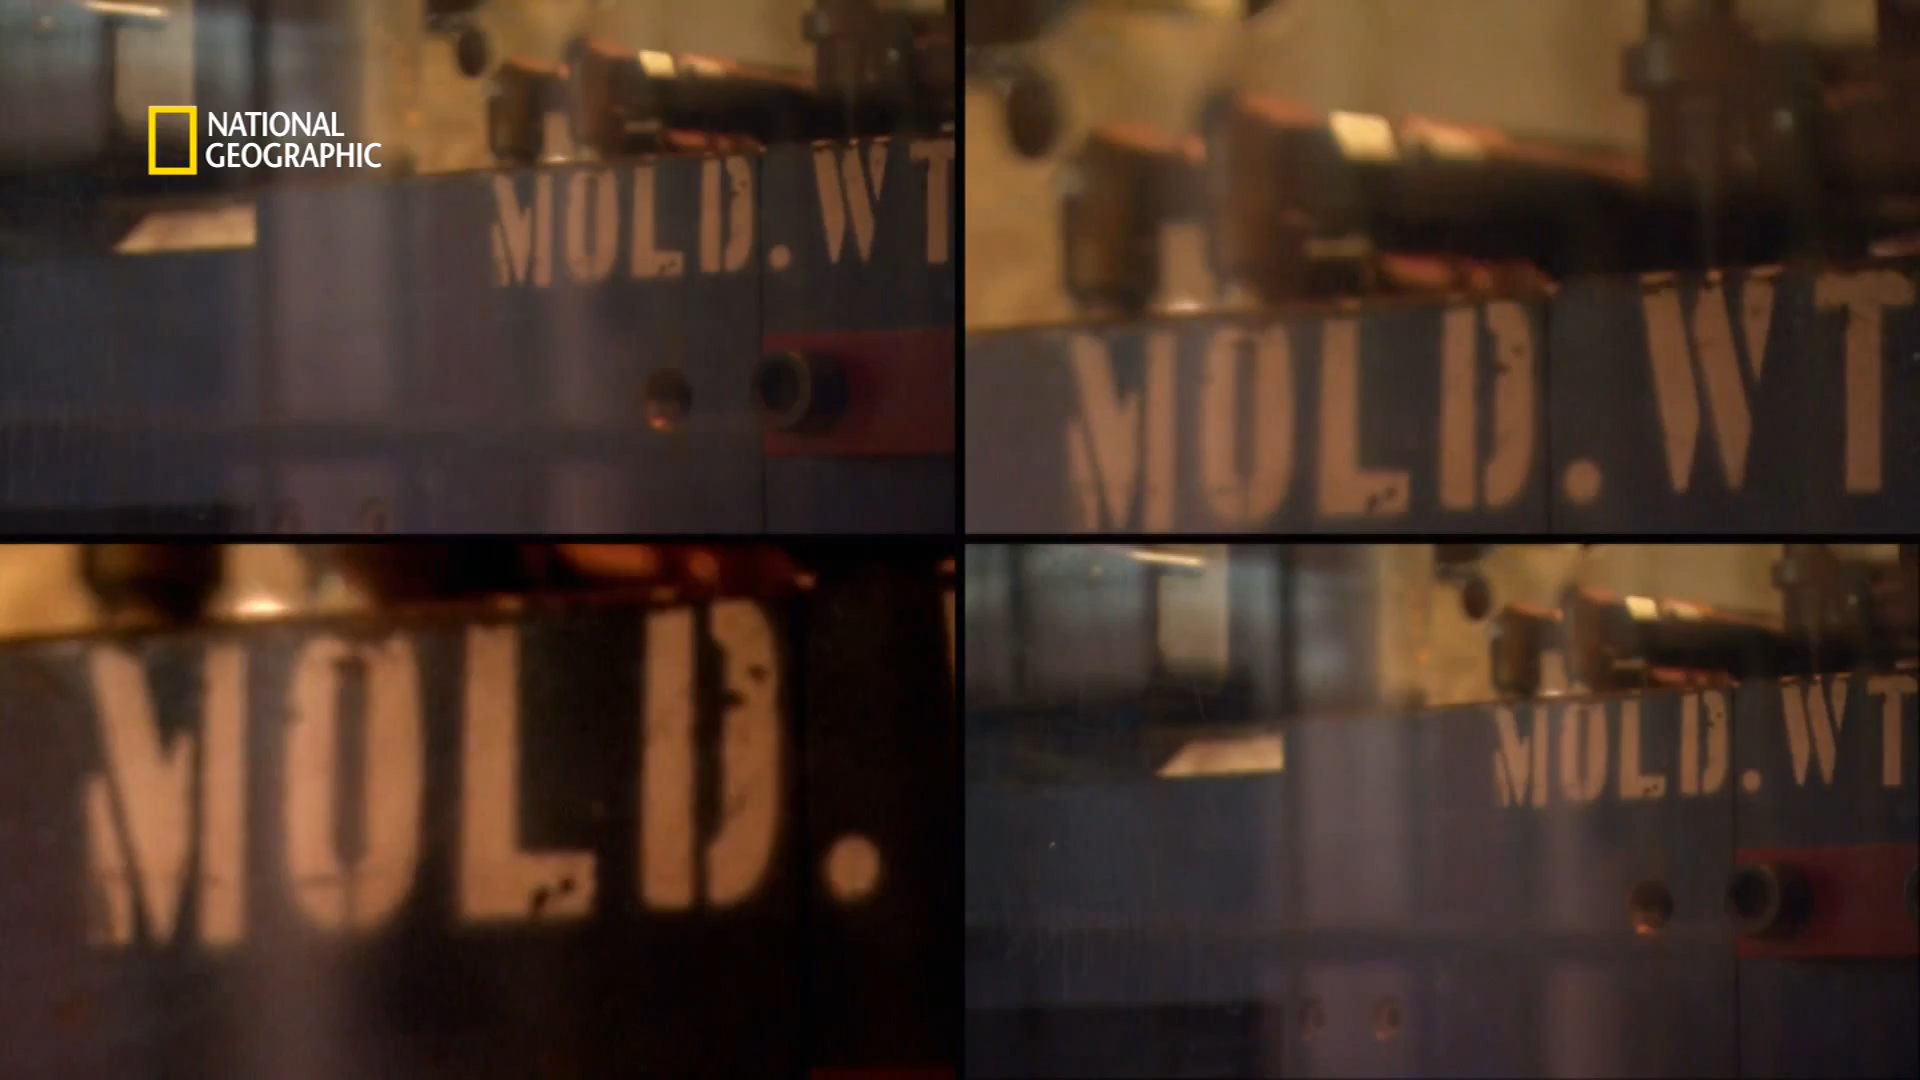 NATIONAL
GEOGRAPHIC
MOLD. WT
MOLD. WT
MOLD.
MOLD. WT